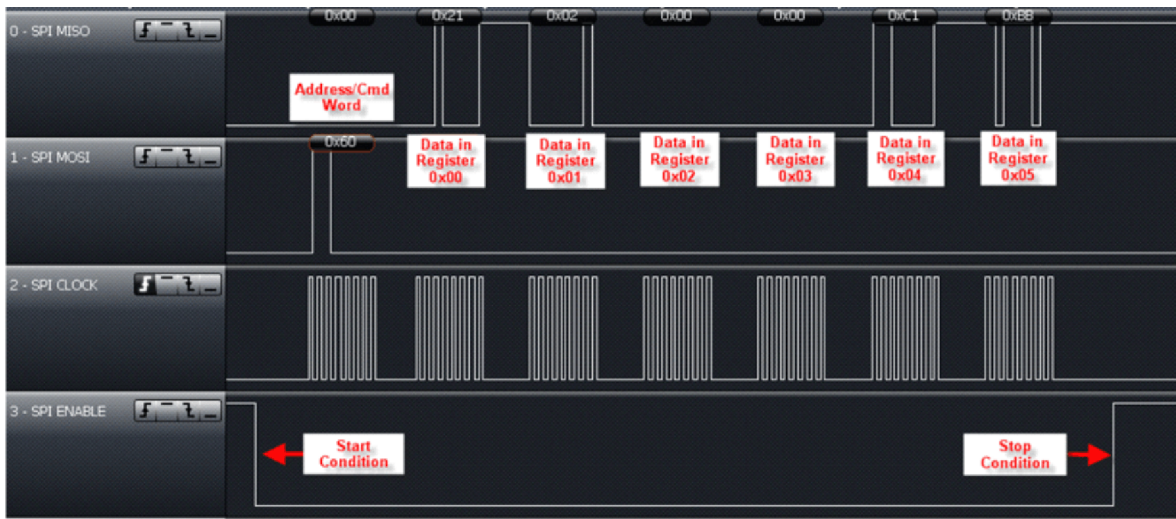 0 - SPI MISO
0x00 0x21 0x02 0x00 0x00 0xC1 0xBB
Address/Cmd
Word
1 - SPI MOSI
0x60
Data in
Register
0x00
Data in
Register
0x01
Data in
Register
0x02
Data in
Register
0x03
Data in
Register
0x04
Data in
Register
0x05
2 - SPI CLOCK
3 - SPI ENABLE
Start
Condition
Stop
Condition